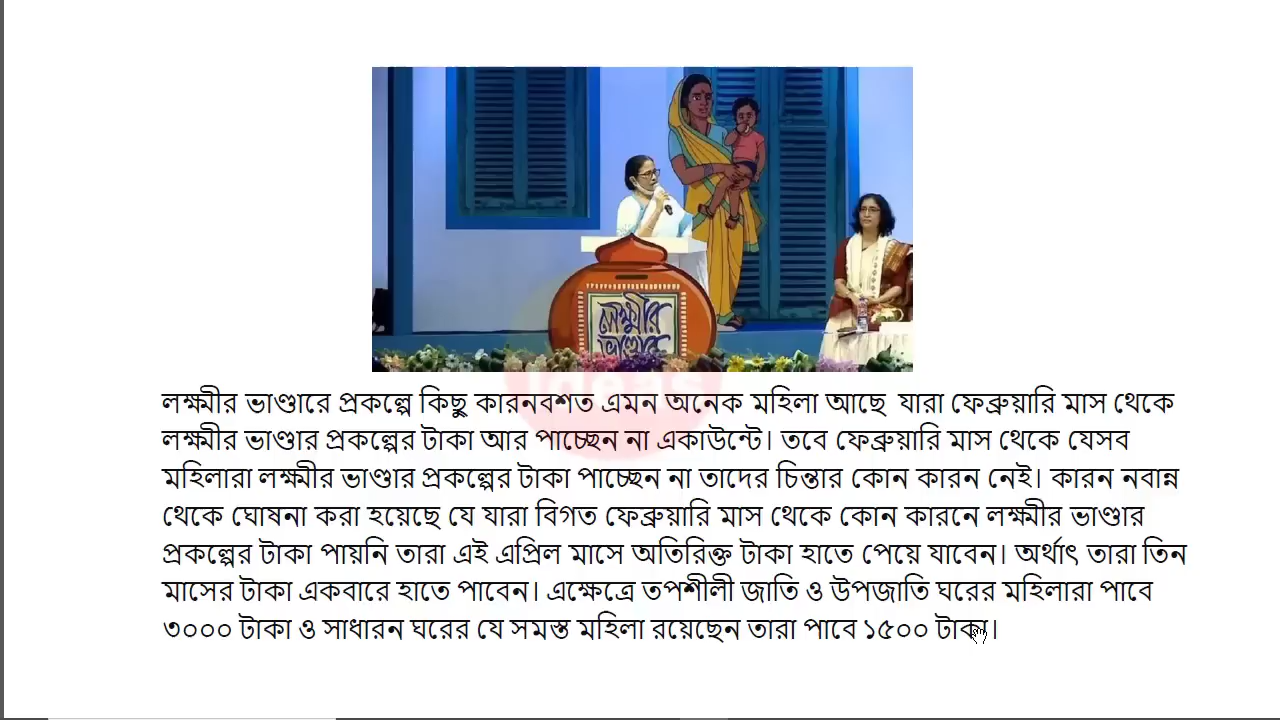 লক্ষ্মীর
ভাণ্ডার
Ideas
লক্ষ্মীর ভাণ্ডারে প্রকল্পে কিছু কারনবশত এমন অনেক মহিলা আছে যারা ফেব্রুয়ারি মাস থেকে
লক্ষ্মীর ভাণ্ডার প্রকল্পের টাকা আর পাচ্ছেন না একাউন্টে। তবে ফেব্রুয়ারি মাস থেকে যেসব
মহিলারা লক্ষ্মীর ভাণ্ডার প্রকল্পের টাকা পাচ্ছেন না তাদের চিন্তার কোন কারন নেই। কারন নবান্ন
থেকে ঘোষনা করা হয়েছে যে যারা বিগত ফেব্রুয়ারি মাস থেকে কোন কারনে লক্ষ্মীর ভাণ্ডার
প্রকল্পের টাকা পায়নি তারা এই এপ্রিল মাসে অতিরিক্ত টাকা হাতে পেয়ে যাবেন। অর্থাৎ তারা তিন
মাসের টাকা একবারে হাতে পাবেন। এক্ষেত্রে তপশীলী জাতি ও উপজাতি ঘরের মহিলারা পাবে
৩০০০ টাকা ও সাধারন ঘরের যে সমস্ত মহিলা রয়েছেন তারা পাবে ১৫০০ টাকা।